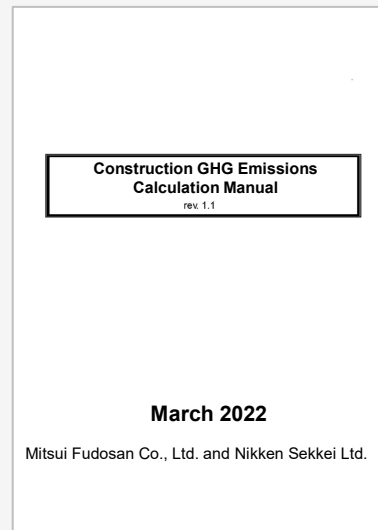 Construction GHG Emissions
Calculation Manual
rev. 1.1
March 2022
Mitsui Fudosan Co., Ltd. and Nikken Sekkei Ltd.